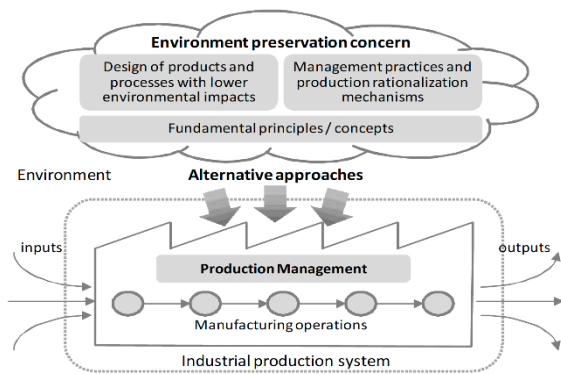 Environment preservation concern
Design of products and
processes with lower
environmental impacts
Management practices and
production rationalization
mechanisms
Fundamental principles / concepts
Environment
Alternative approaches
inputs
outputs
Production Management
Manufacturing operations
Industrial production system